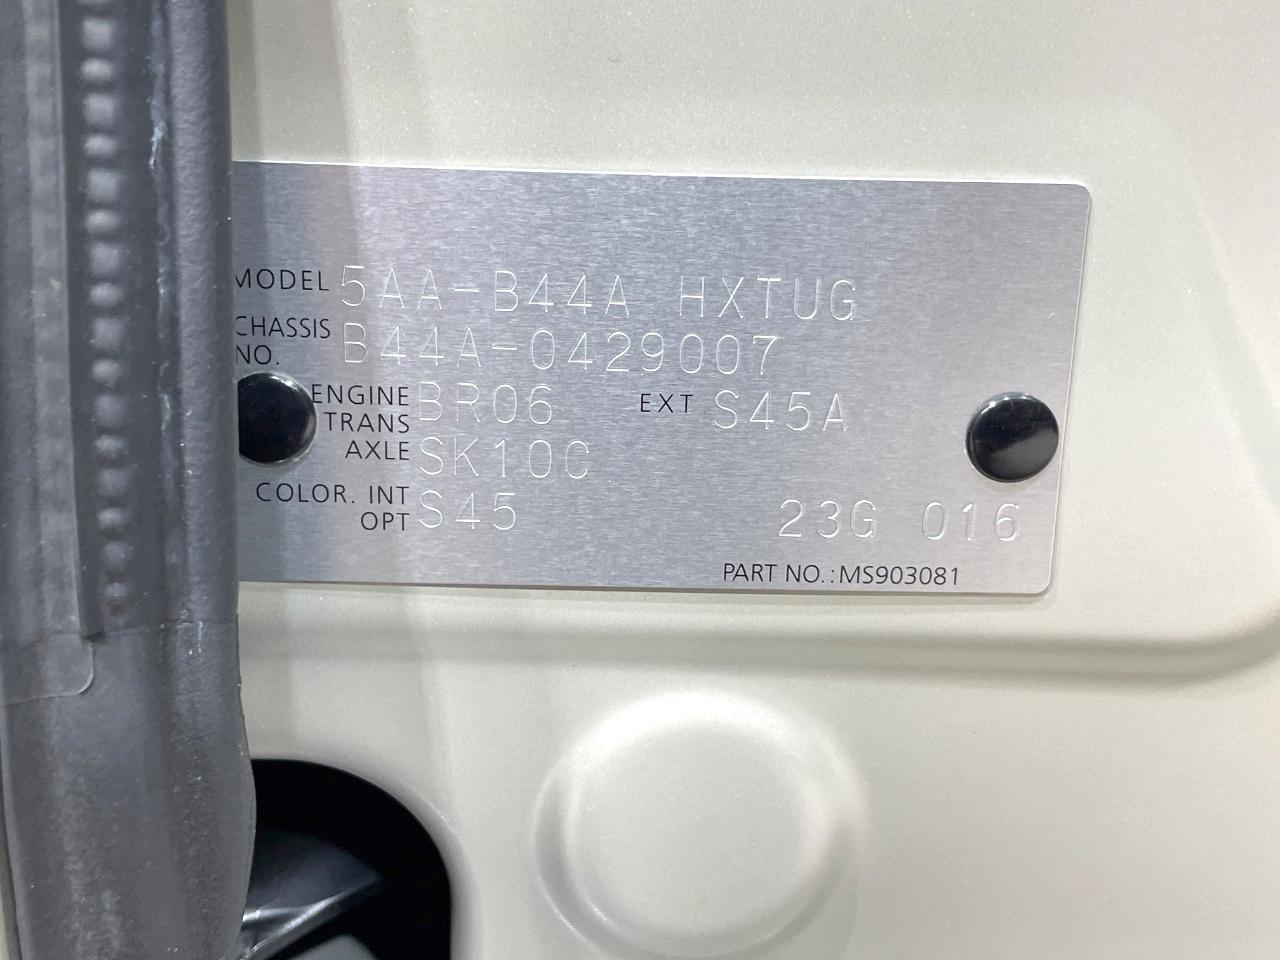 MODEL 5AA-B44A HXTUG
CHASSIS NO. B44A-0429007
ENGINE BR06 EXT S45A
TRANS AXLE SK10C
COLOR. INT OPT S45
23G 016
PART NO.:MS903081